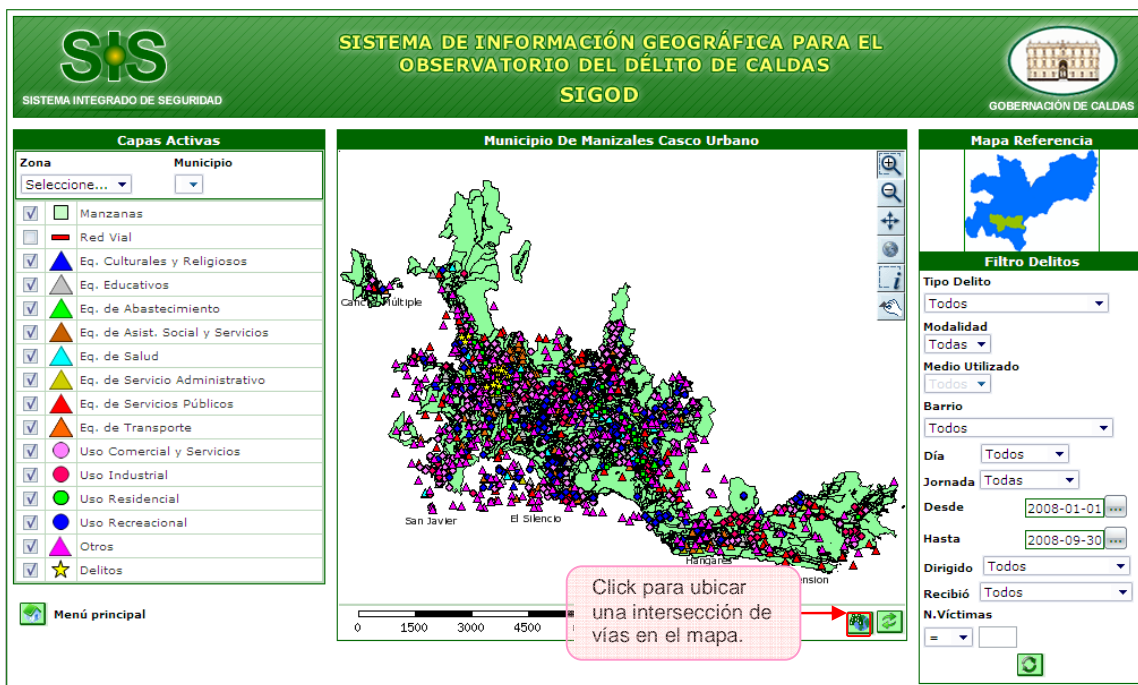 SIS
SISTEMA INTEGRADO DE SEGURIDAD
SISTEMA DE INFORMACIÓN GEOGRÁFICA PARA EL
OBSERVATORIO DEL DÉLITO DE CALDAS
SIGOD
GOBERNACIÓN DE CALDAS
Capas Activas
Zona
Municipio
Seleccione...
Manzanas
Red Vial
Eq. Culturales y Religiosos
Eq. Educativos
Eq. de Abastecimiento
Eq. de Asist. Social y Servicios
Eq. de Salud
Eq. de Servicio Administrativo
Eq. de Servicios Públicos
Eq. de Transporte
Uso Comercial y Servicios
Uso Industrial
Uso Residencial
Uso Recreacional
Otros
Delitos
Menú principal
Municipio De Manizales Casco Urbano
San Javier
El Silencio
Hangares
0 1500 3000 4500
Click para ubicar
una intersección de
vías en el mapa.
Mapa Referencia
Filtro Delitos
Tipo Delito
Todos
Modalidad
Todas
Medio Utilizado
Todos
Barrio
Todos
Día Todos
Jornada Todas
Desde 2008-01-01 ...
Hasta 2008-09-30 ...
Dirigido Todos
Recibió Todos
N.Víctimas
=